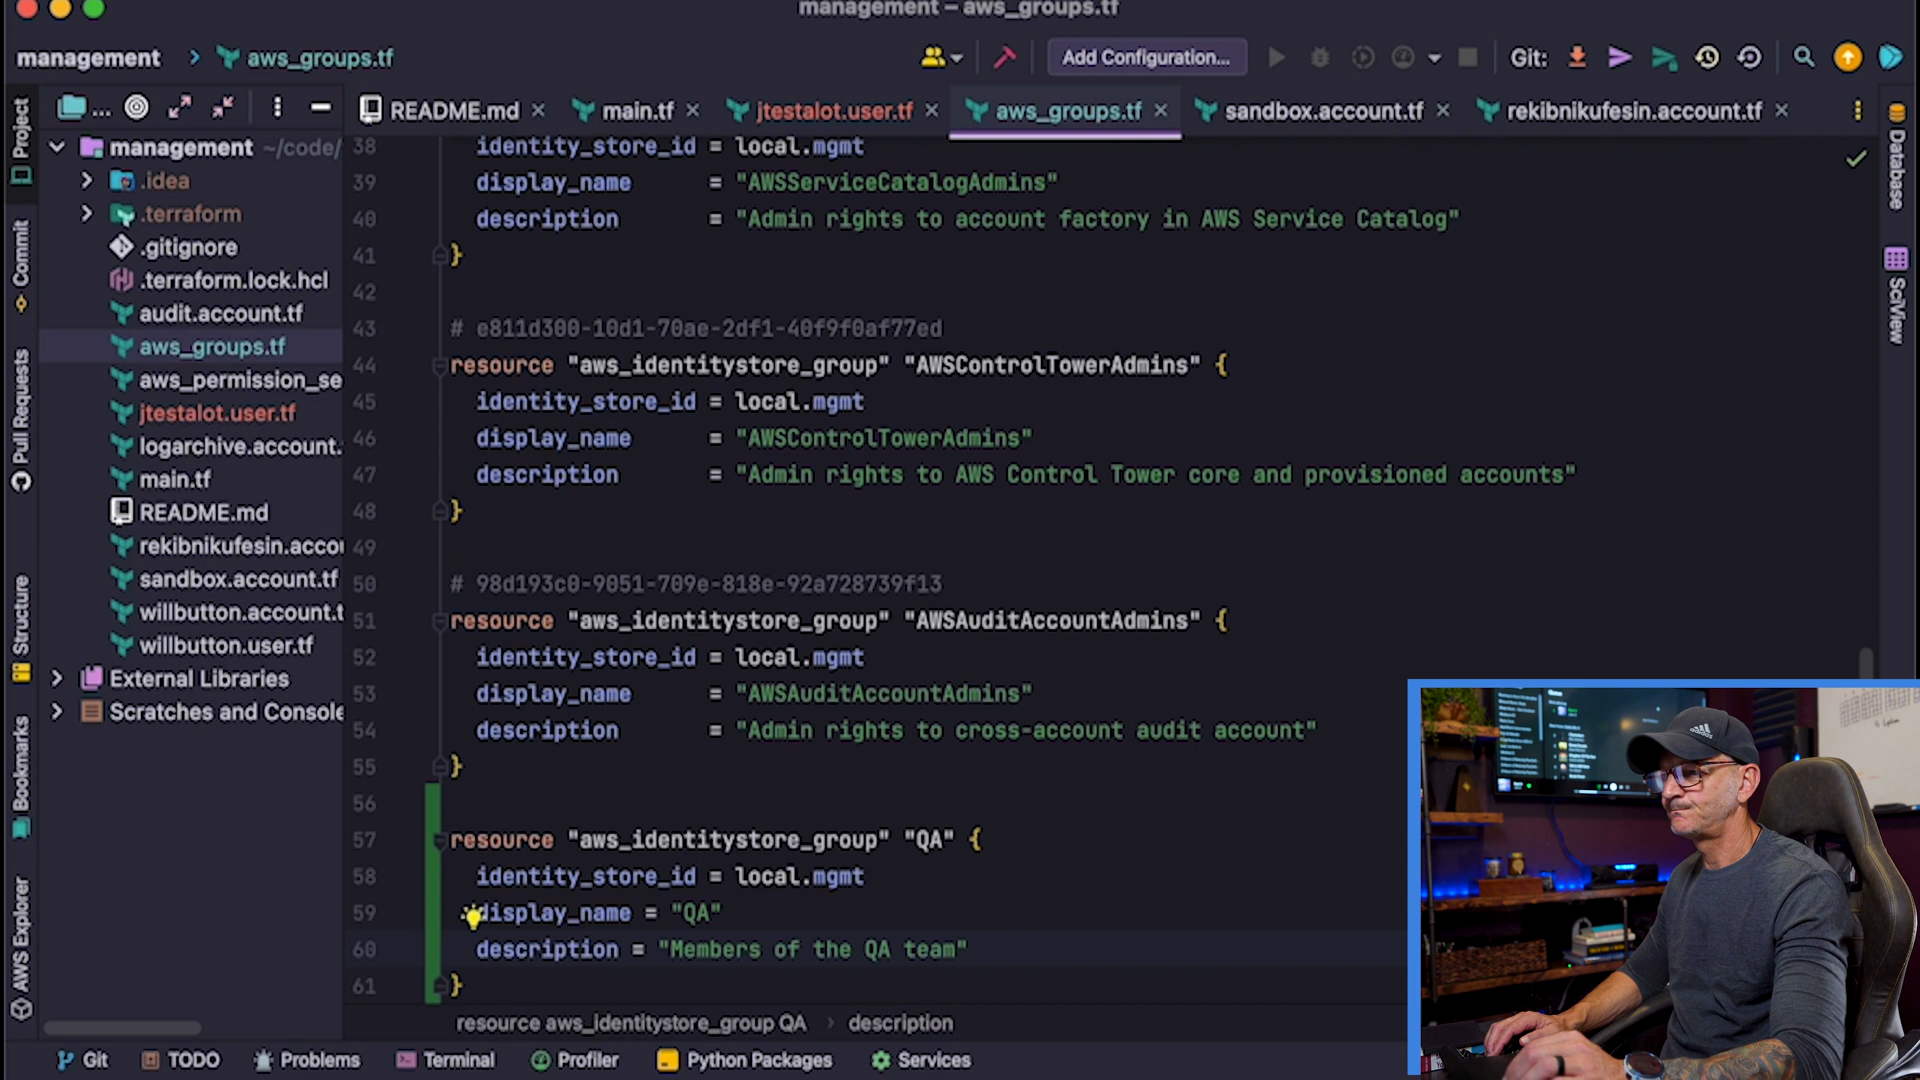 management – aws_groups.tf
management
aws_groups.tf
Add Configuration...
Git:
Project
Commit
Pull Requests
Structure
Bookmarks
AWS Explorer
...
management ~/code/
.idea
.terraform
.gitignore
.terraform.lock.hcl
audit.account.tf
aws_groups.tf
aws_permission_se
jtestalot.user.tf
logarchive.account.
main.tf
README.md
rekibnikufesin.accou
sandbox.account.tf
willbutton.account.t
willbutton.user.tf
External Libraries
Scratches and Console
README.md
main.tf
jtestalot.user.tf
aws_groups.tf
sandbox.account.tf
rekibnikufesin.account.tf
38 identity_store_id = local.mgmt
39 display_name = "AWSServiceCatalogAdmins"
40 description = "Admin rights to account factory in AWS Service Catalog"
41 }
42
43 # e811d300-10d1-70ae-2df1-40f9f0af77ed
44 resource "aws_identitystore_group" "AWSControlTowerAdmins" {
45 identity_store_id = local.mgmt
46 display_name = "AWSControlTowerAdmins"
47 description = "Admin rights to AWS Control Tower core and provisioned accounts"
48 }
49
50 # 98d193c0-9051-709e-818e-92a728739f13
51 resource "aws_identitystore_group" "AWSAuditAccountAdmins" {
52 identity_store_id = local.mgmt
53 display_name = "AWSAuditAccountAdmins"
54 description = "Admin rights to cross-account audit account"
55 }
56
57 resource "aws_identitystore_group" "QA" {
58 identity_store_id = local.mgmt
59 display_name = "QA"
60 description = "Members of the QA team"
61 }
resource aws_identitystore_group QA
description
Database
SciView
Git
TODO
Problems
Terminal
Profiler
Python Packages
Services